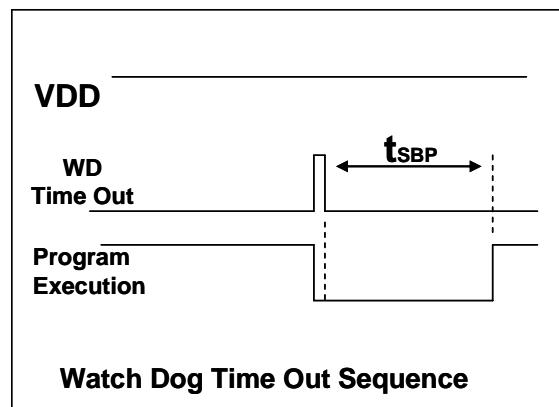 VDD
tSBP
WD
Time Out
Program
Execution
Watch Dog Time Out Sequence